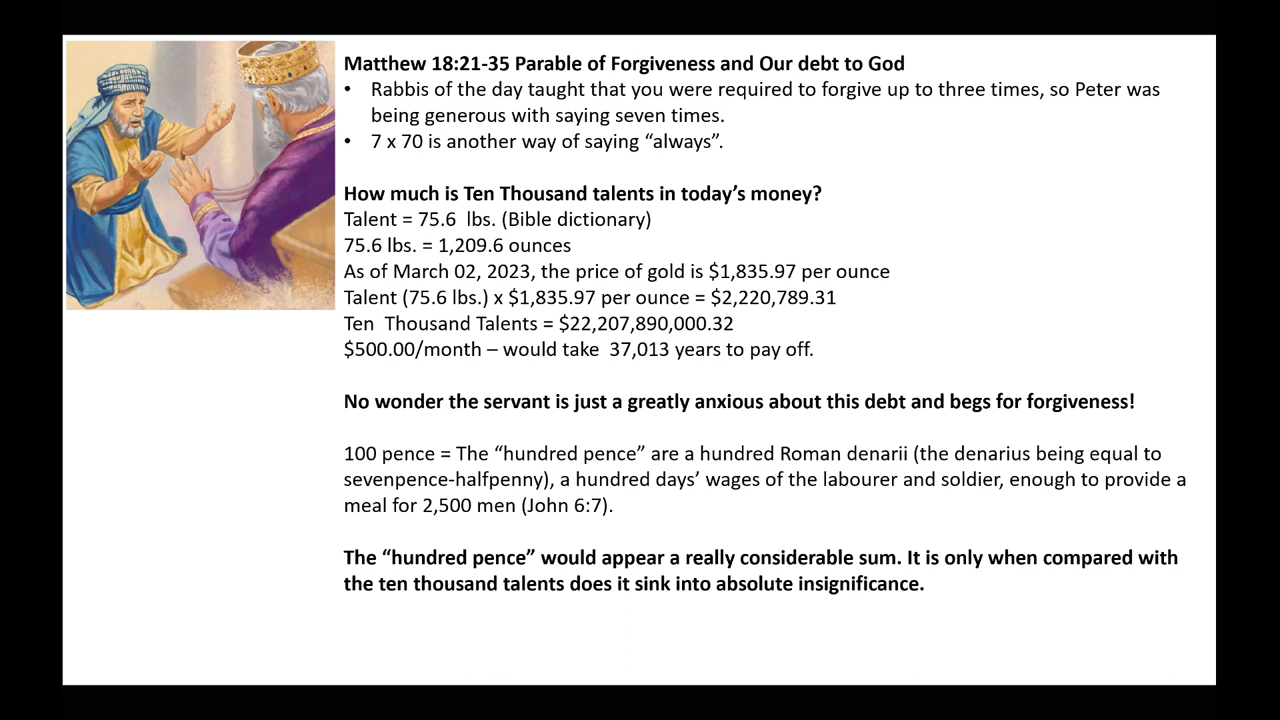 Matthew 18:21-35 Parable of Forgiveness and Our debt to God
• Rabbis of the day taught that you were required to forgive up to three times, so Peter was
being generous with saying seven times.
• 7 x 70 is another way of saying “always”.
How much is Ten Thousand talents in today’s money?
Talent = 75.6 lbs. (Bible dictionary)
75.6 lbs. = 1,209.6 ounces
As of March 02, 2023, the price of gold is $1,835.97 per ounce
Talent (75.6 lbs.) x $1,835.97 per ounce = $2,220,789.31
Ten Thousand Talents = $22,207,890,000.32
$500.00/month – would take 37,013 years to pay off.
No wonder the servant is just a greatly anxious about this debt and begs for forgiveness!
100 pence = The “hundred pence” are a hundred Roman denarii (the denarius being equal to
sevenpence-halfpenny), a hundred days’ wages of the labourer and soldier, enough to provide a
meal for 2,500 men (John 6:7).
The “hundred pence” would appear a really considerable sum. It is only when compared with
the ten thousand talents does it sink into absolute insignificance.